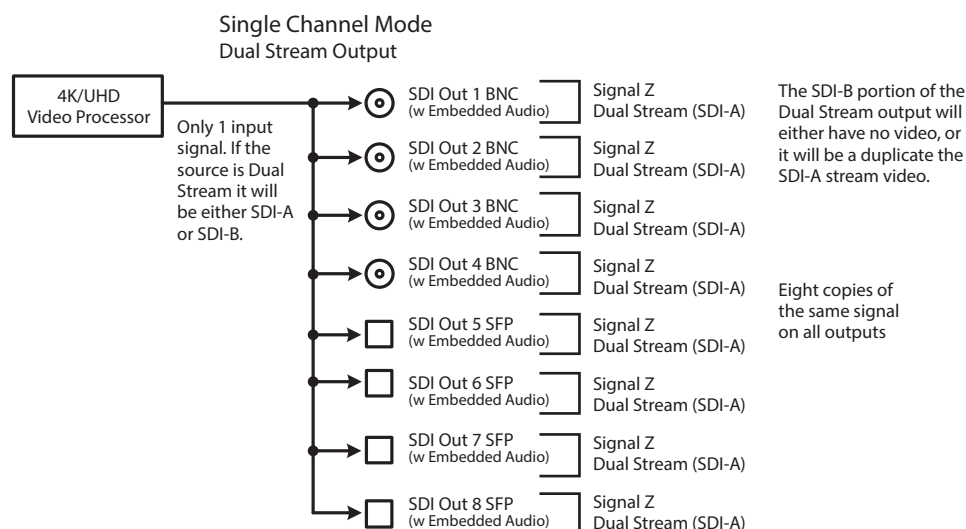 Single Channel Mode
Dual Stream Output
4K/UHD
Video Processor
Only 1 input
signal. If the
source is Dual
Stream it will
be either SDI-A
or SDI-B.
SDI Out 1 BNC
(w Embedded Audio)
Signal Z
Dual Stream (SDI-A)
SDI Out 2 BNC
(w Embedded Audio)
Signal Z
Dual Stream (SDI-A)
SDI Out 3 BNC
(w Embedded Audio)
Signal Z
Dual Stream (SDI-A)
SDI Out 4 BNC
(w Embedded Audio)
Signal Z
Dual Stream (SDI-A)
SDI Out 5 SFP
(w Embedded Audio)
Signal Z
Dual Stream (SDI-A)
SDI Out 6 SFP
(w Embedded Audio)
Signal Z
Dual Stream (SDI-A)
SDI Out 7 SFP
(w Embedded Audio)
Signal Z
Dual Stream (SDI-A)
SDI Out 8 SFP
(w Embedded Audio)
Signal Z
Dual Stream (SDI-A)
The SDI-B portion of the
Dual Stream output will
either have no video, or
it will be a duplicate the
SDI-A stream video.
Eight copies of
the same signal
on all outputs